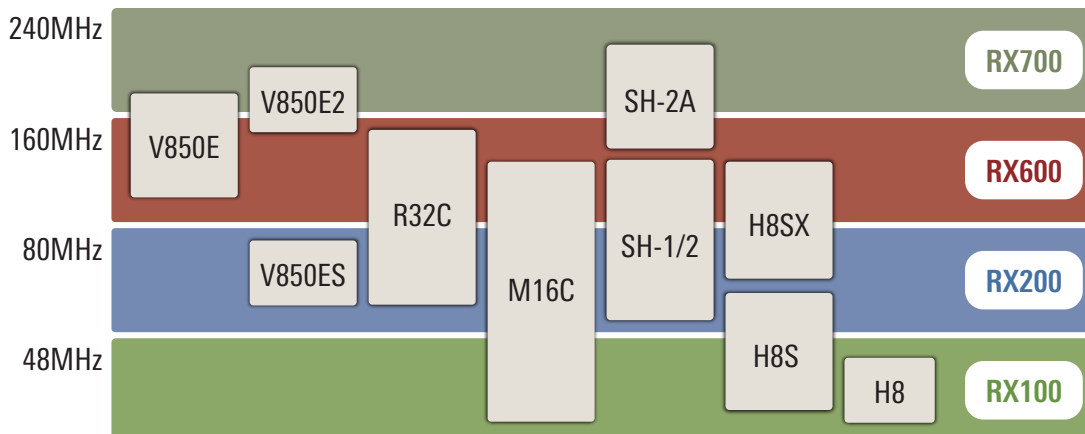 240MHz
RX700
V850E2
SH-2A
160MHz
V850E
RX600
R32C
H8SX
80MHz
SH-1/2
V850ES
M16C
RX200
48MHz
H8S
H8
RX100